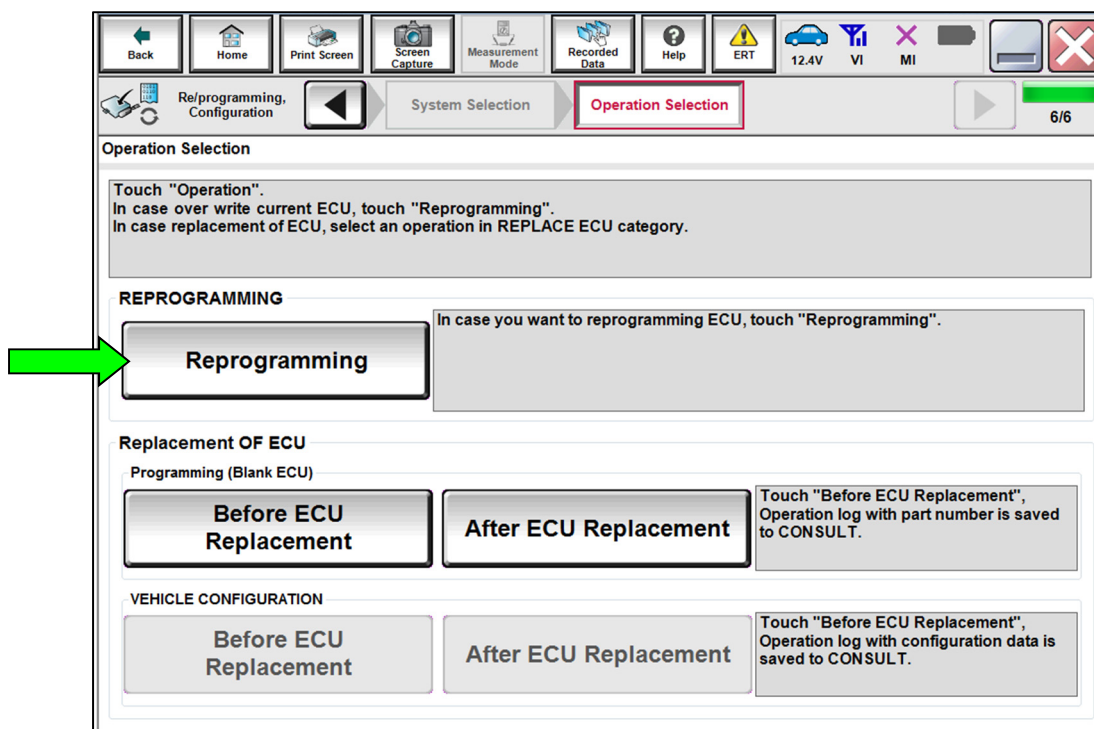 Back
Home
Print Screen
Screen
Capture
Measurement
Mode
Recorded
Data
Help
ERT
12.4V
VI
MI
Re/programming,
Configuration
System Selection
Operation Selection
6/6
Operation Selection
Touch "Operation".
In case over write current ECU, touch "Reprogramming".
In case replacement of ECU, select an operation in REPLACE ECU category.
REPROGRAMMING
Reprogramming
In case you want to reprogramming ECU, touch "Reprogramming".
Replacement OF ECU
Programming (Blank ECU)
Before ECU
Replacement
After ECU Replacement
Touch "Before ECU Replacement",
Operation log with part number is saved
to CONSULT.
VEHICLE CONFIGURATION
Before ECU
Replacement
After ECU Replacement
Touch "Before ECU Replacement",
Operation log with configuration data is
saved to CONSULT.